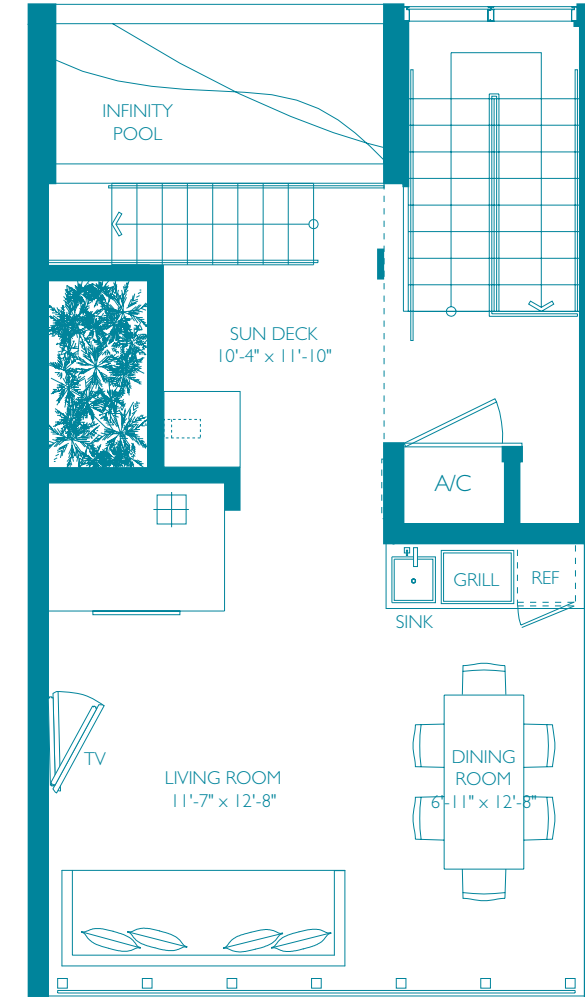 INFINITY
POOL
SUN DECK
10'-4" x 11'-10"
A/C
GRILL
REF
SINK
TV
LIVING ROOM
11'-7" x 12'-8"
DINING
ROOM
6'-11" x 12'-8"